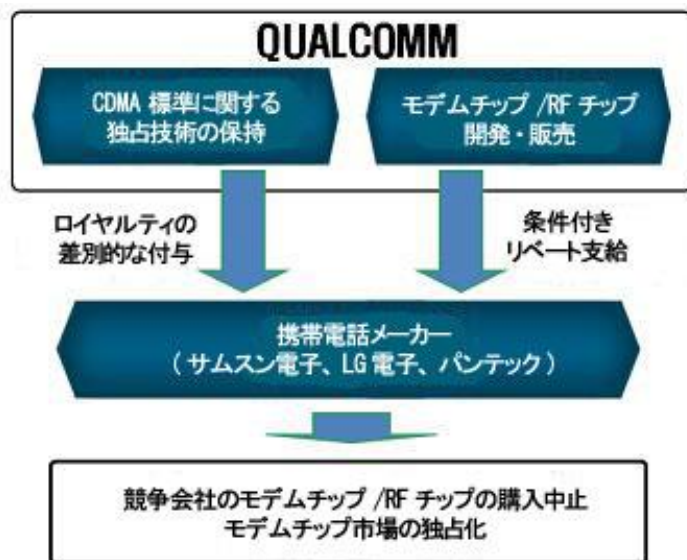 QUALCOMM
CDMA 標準に関する
独占技術の保持
モデムチップ /RF チップ
開発・販売
ロイヤルティの
差別的な付与
条件付き
リベート支給
携帯電話メーカー
( サムスン電子、LG 電子、パンテック )
競争会社のモデムチップ /RF チップの購入中止
モデムチップ市場の独占化